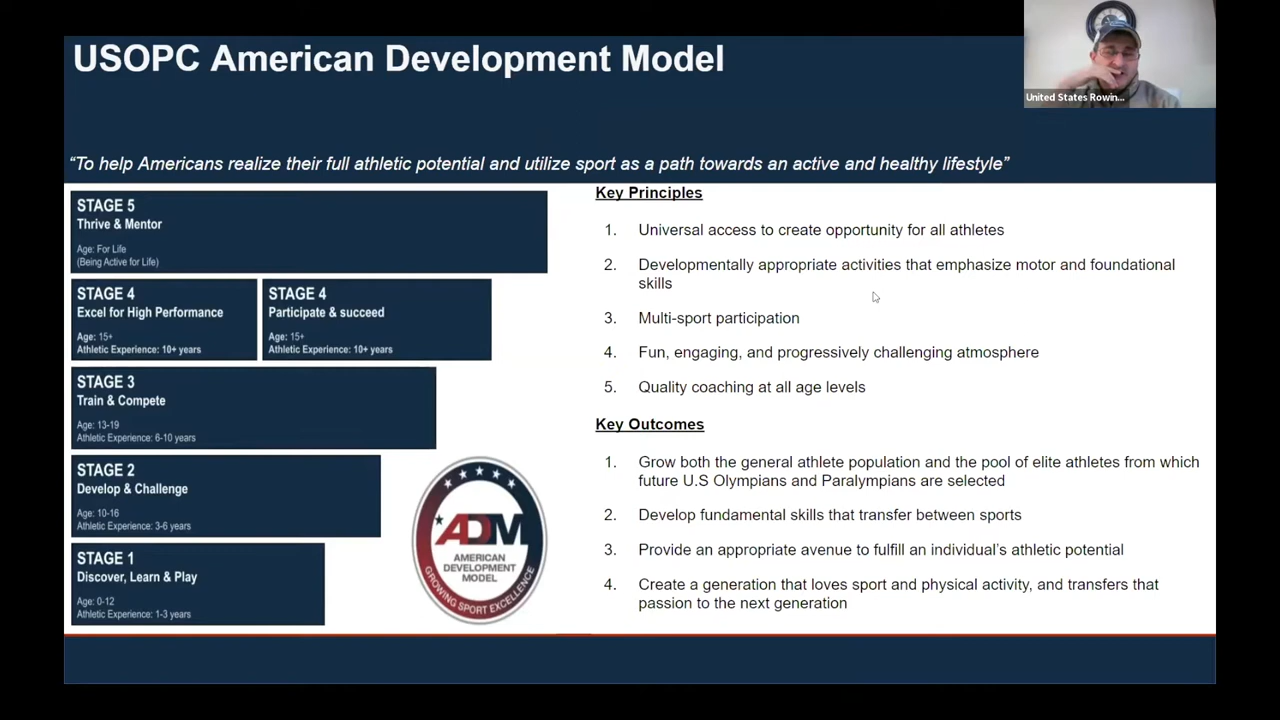 USOPC American Development Model
United States Rowin...
“To help Americans realize their full athletic potential and utilize sport as a path towards an active and healthy lifestyle”
STAGE 5
Thrive & Mentor
Age: For Life
(Being Active for Life)
STAGE 4
Excel for High Performance
Age: 15+
Athletic Experience: 10+ years
STAGE 4
Participate & succeed
Age: 15+
Athletic Experience: 10+ years
STAGE 3
Train & Compete
Age: 13-19
Athletic Experience: 6-10 years
STAGE 2
Develop & Challenge
Age: 10-16
Athletic Experience: 3-6 years
STAGE 1
Discover, Learn & Play
Age: 0-12
Athletic Experience: 1-3 years
ADM
AMERICAN
DEVELOPMENT
MODEL
GROWING SPORT EXCELLENCE
Key Principles
1. Universal access to create opportunity for all athletes
2. Developmentally appropriate activities that emphasize motor and foundational
skills
3. Multi-sport participation
4. Fun, engaging, and progressively challenging atmosphere
5. Quality coaching at all age levels
Key Outcomes
1. Grow both the general athlete population and the pool of elite athletes from which
future U.S Olympians and Paralympians are selected
2. Develop fundamental skills that transfer between sports
3. Provide an appropriate avenue to fulfill an individual’s athletic potential
4. Create a generation that loves sport and physical activity, and transfers that
passion to the next generation